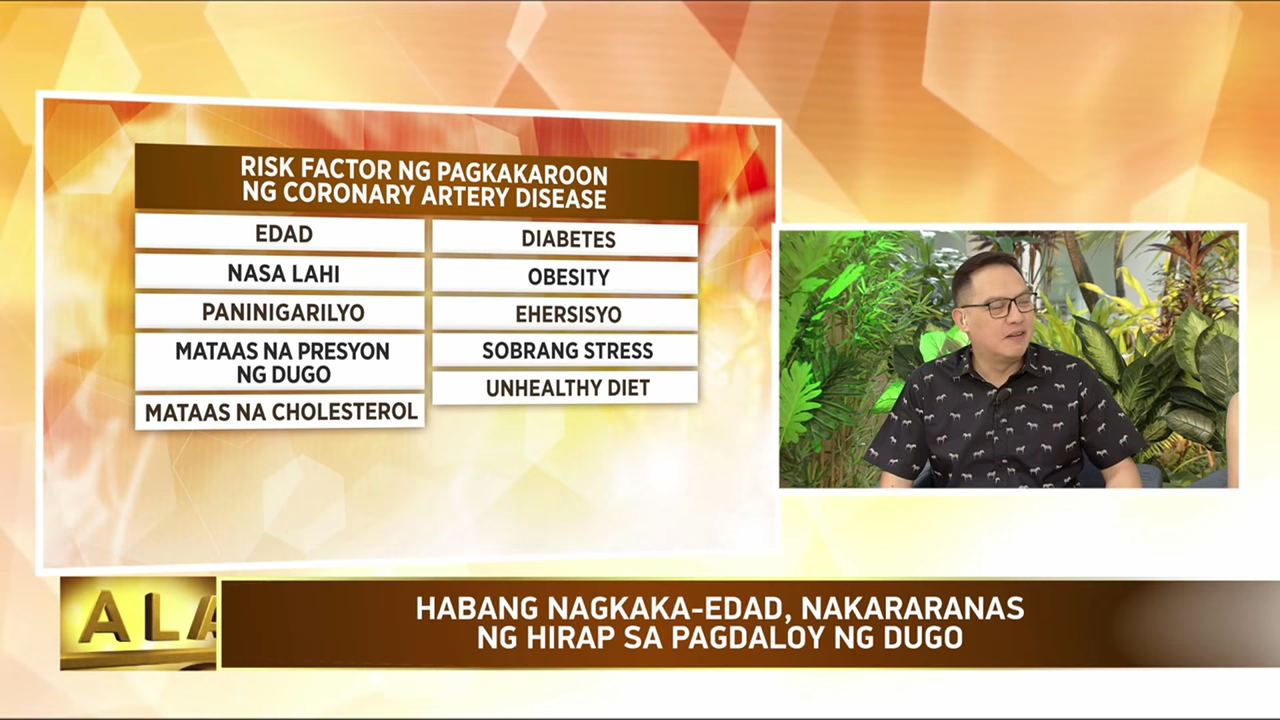 RISK FACTOR NG PAGKAKAROON
NG CORONARY ARTERY DISEASE
EDAD
NASA LAHI
PANINIGARILYO
MATAAS NA PRESYON
NG DUGO
MATAAS NA CHOLESTEROL
DIABETES
OBESITY
EHERSISYO
SOBRANG STRESS
UNHEALTHY DIET
ALA
HABANG NAGKAKA-EDAD, NAKARARANAS
NG HIRAP SA PAGDALOY NG DUGO